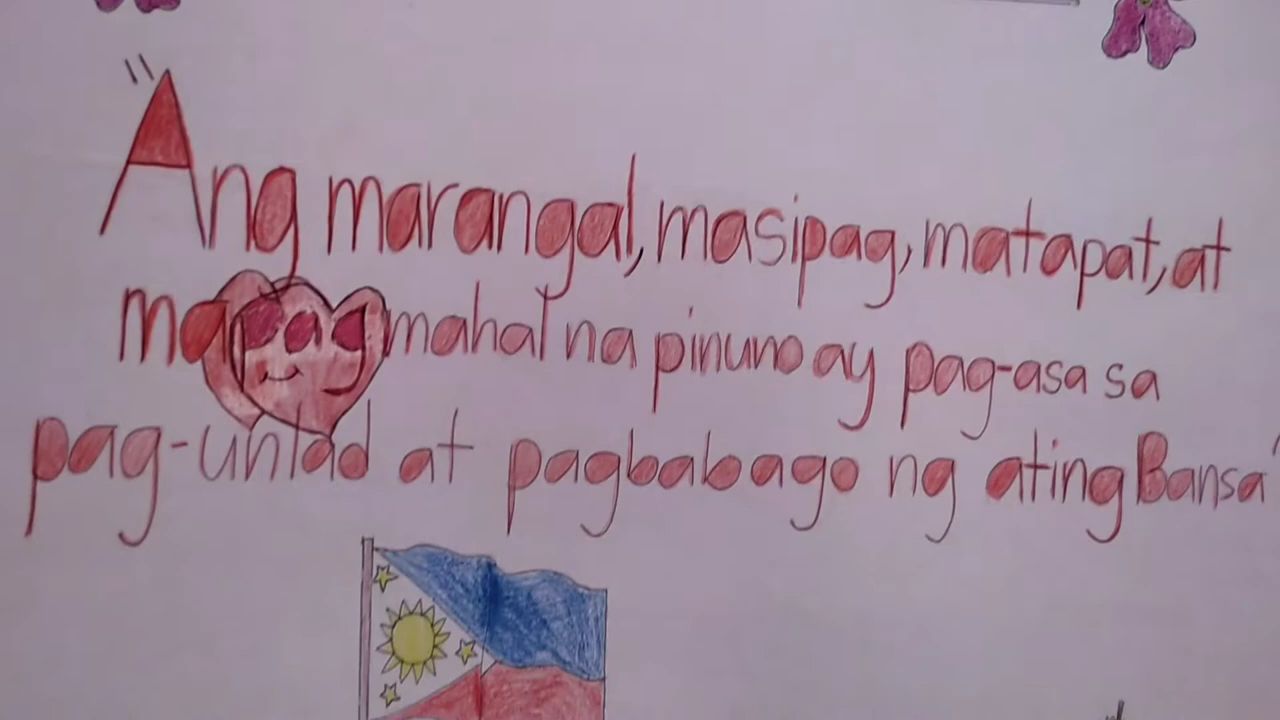 "Ang marangal, masipag, matapat, at
mapagmahal na pinuno ay pag-asa sa
pag-unlad at pagbabago ng ating Bansa"